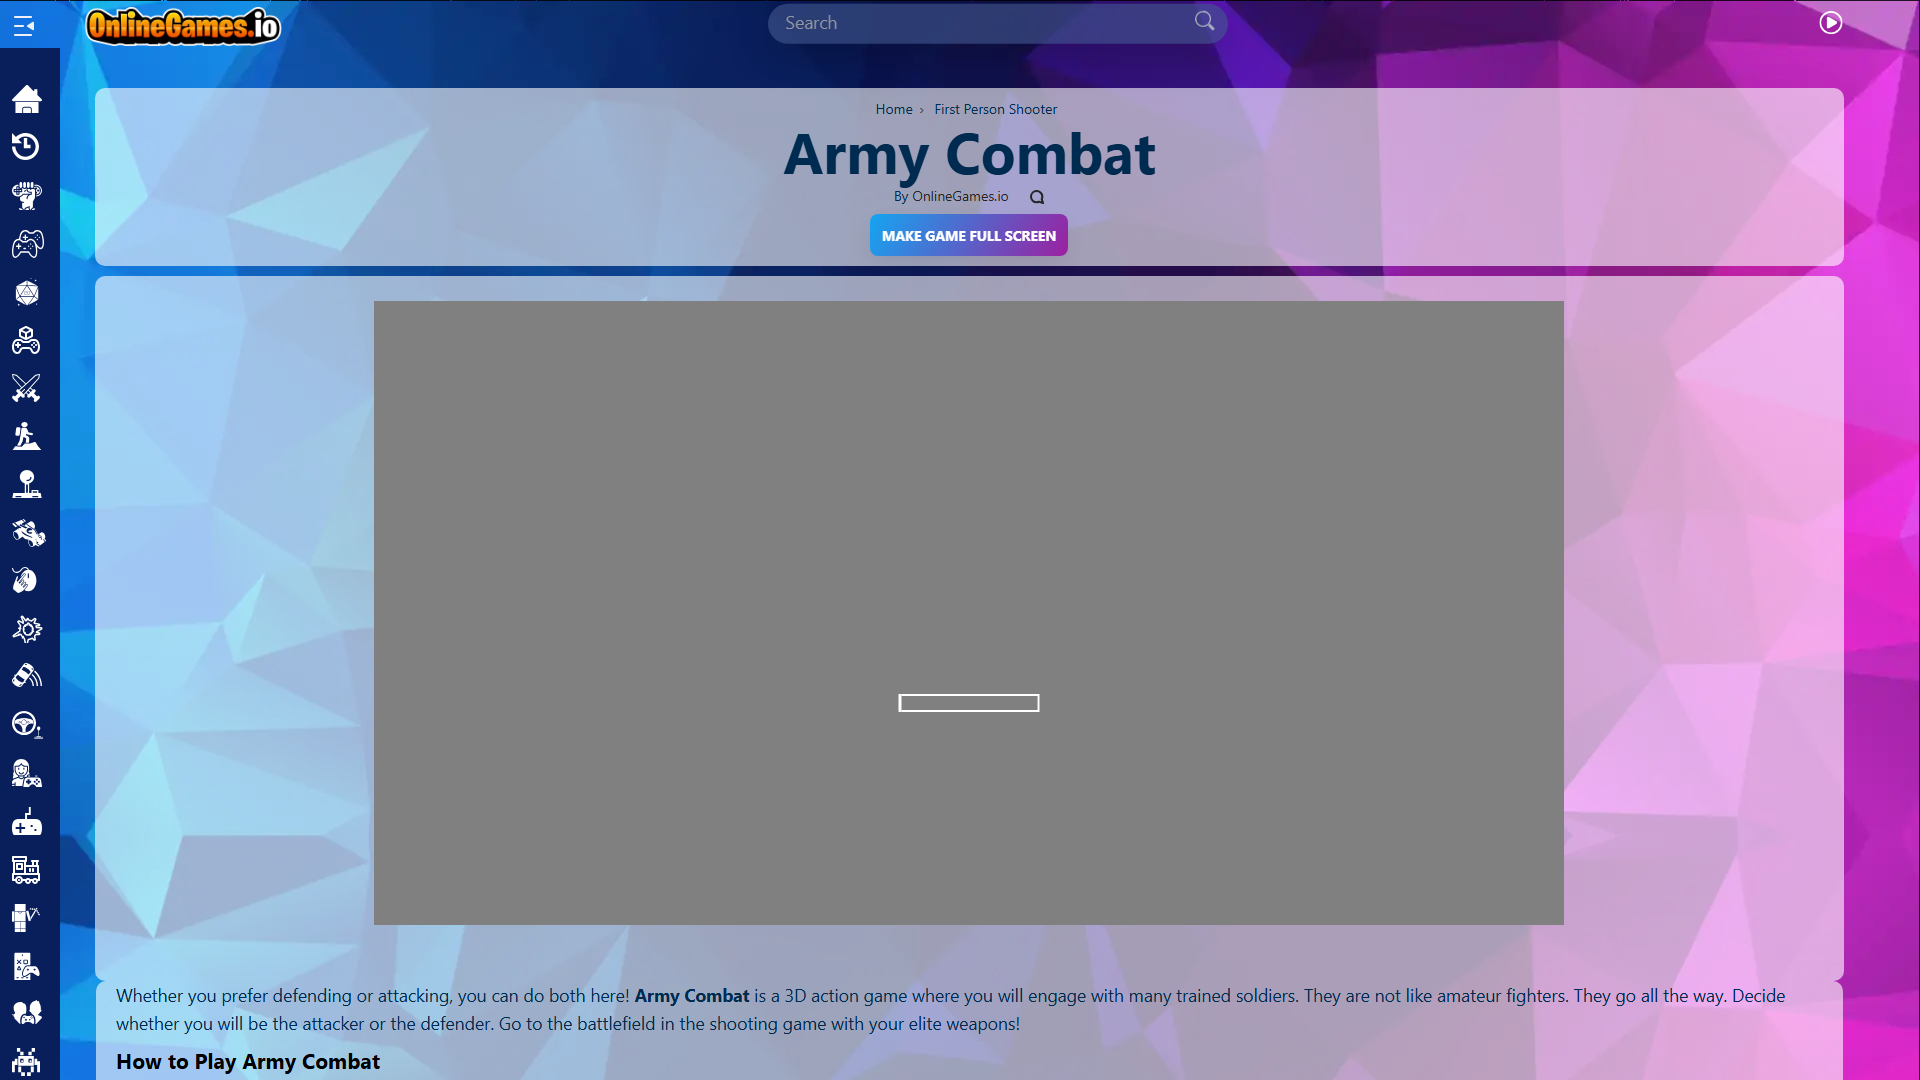 OnlineGames.io
Search
Home › First Person Shooter
Army Combat
By OnlineGames.io
MAKE GAME FULL SCREEN
Whether you prefer defending or attacking, you can do both here! Army Combat is a 3D action game where you will engage with many trained soldiers. They are not like amateur fighters. They go all the way. Decide
whether you will be the attacker or the defender. Go to the battlefield in the shooting game with your elite weapons!
How to Play Army Combat